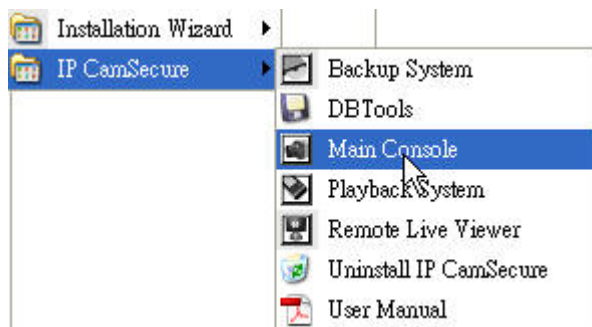 Installation Wizard
IP CamSecure
Backup System
DBTools
Main Console
Playback System
Remote Live Viewer
Uninstall IP CamSecure
User Manual